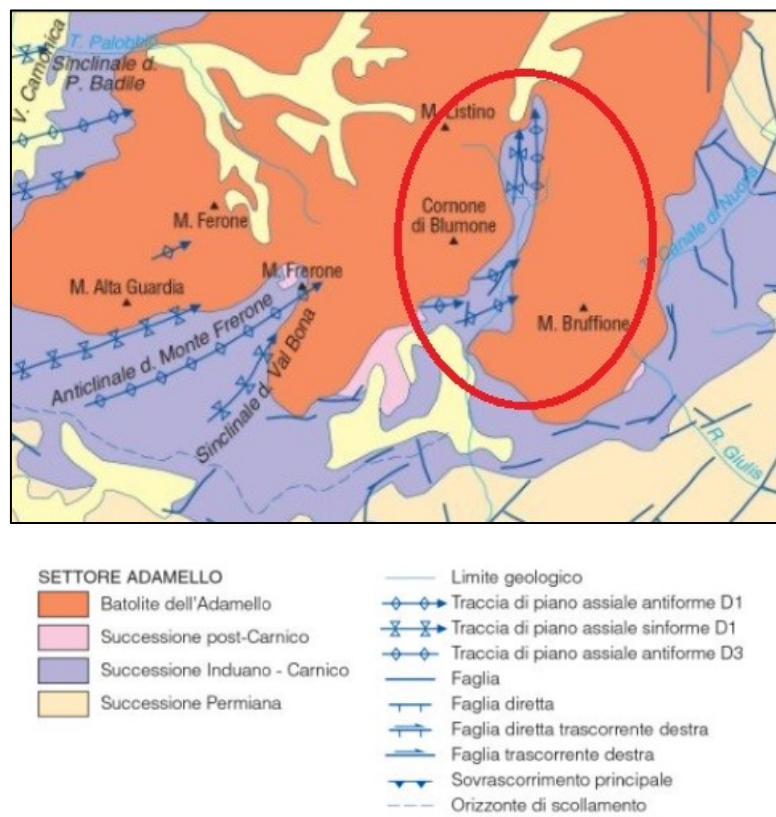 T. Palobbia
Sinclinale d.
P. Badile
V. Camonica
M. Listino
Cornone
di Blumone
M. Ferone
T. Canale di Nuova
M. Alta Guardia
M. Frerone
M. Bruffione
Anticlinale d. Monte Frerone
Sinclinale d. Val Bona
R. Giulis
SETTORE ADAMELLO
Batolite dell'Adamello
Successione post-Carnico
Successione Induano - Carnico
Successione Permiana
Limite geologico
Traccia di piano assiale antiforme D1
Traccia di piano assiale sinforme D1
Traccia di piano assiale antiforme D3
Faglia
Faglia diretta
Faglia diretta trascorrente destra
Faglia trascorrente destra
Sovrascorrimento principale
Orizzonte di scollamento